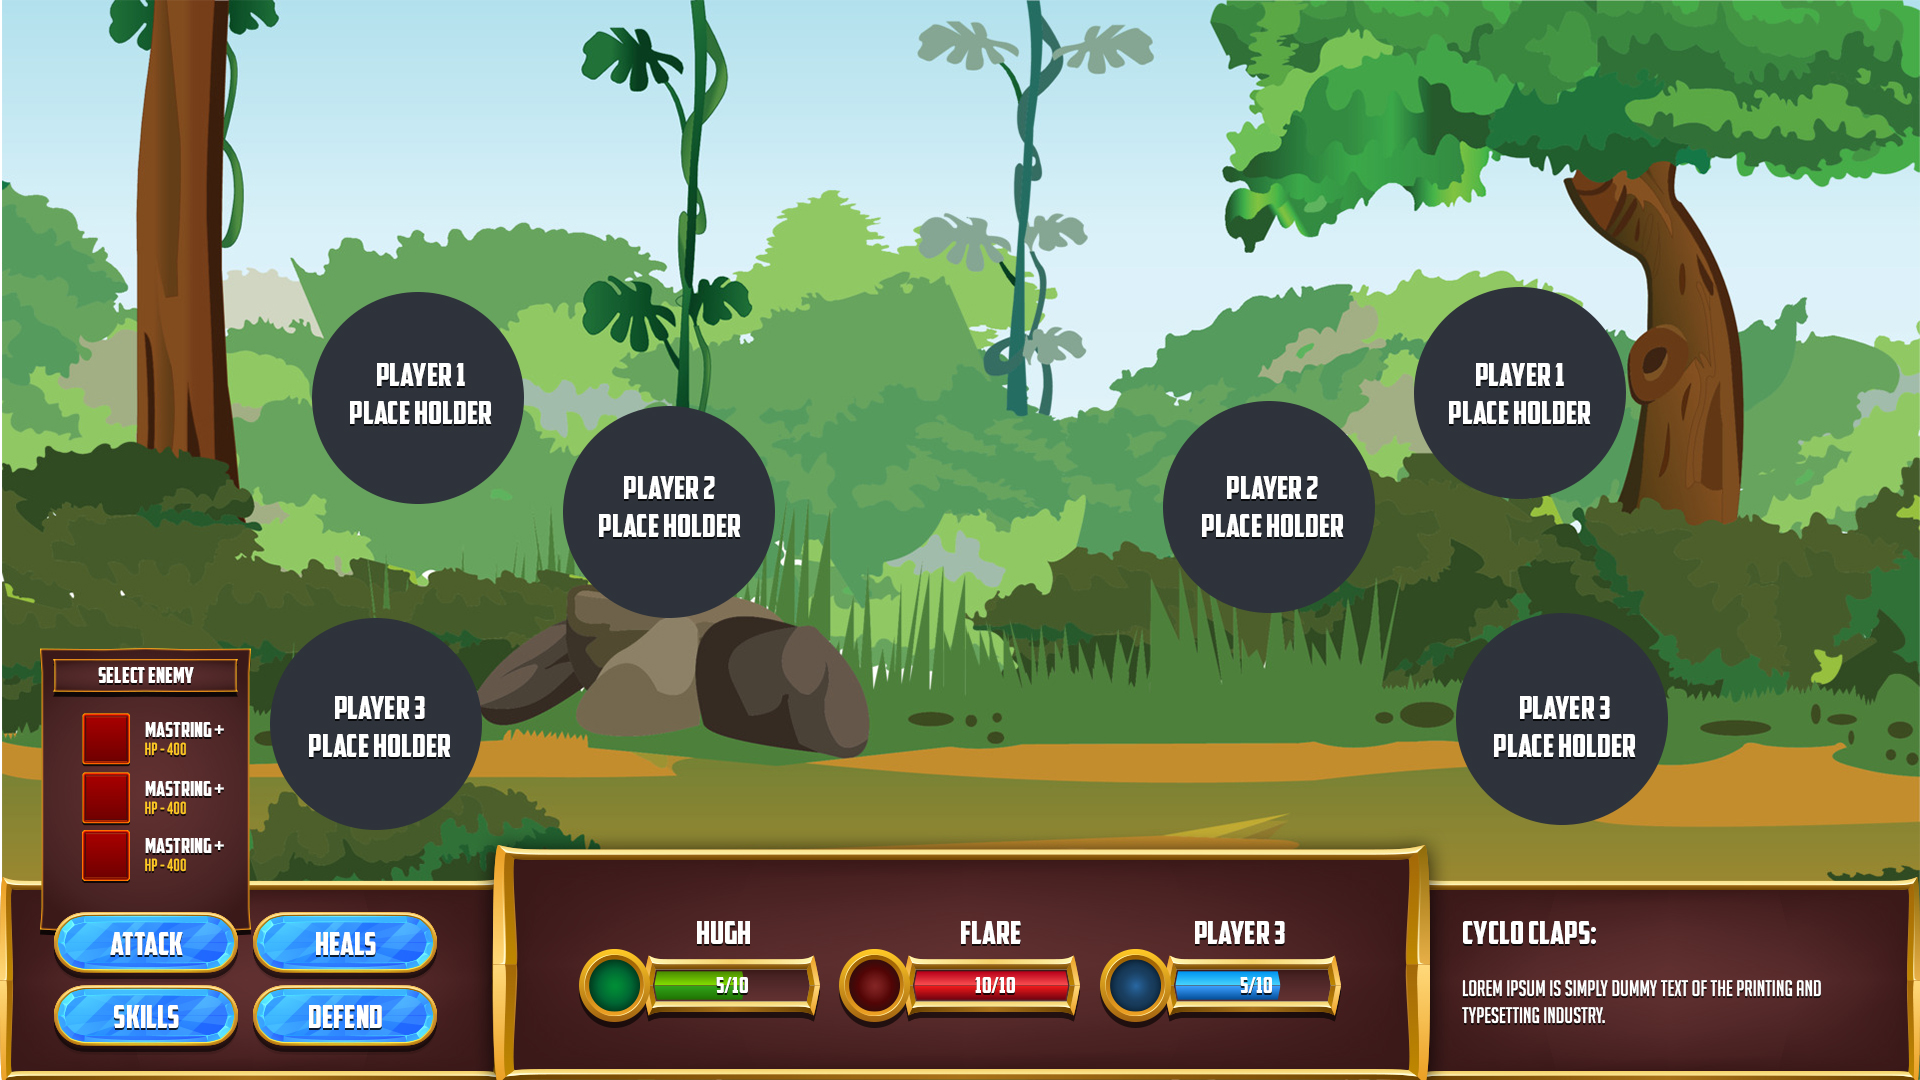 PLAYER 1
PLACE HOLDER
PLAYER 2
PLACE HOLDER
PLAYER 3
PLACE HOLDER
PLAYER 1
PLACE HOLDER
PLAYER 2
PLACE HOLDER
PLAYER 3
PLACE HOLDER
SELECT ENEMY
MASTRING +
HP - 400
MASTRING +
HP - 400
MASTRING +
HP - 400
ATTACK
HEALS
SKILLS
DEFEND
HUGH
5/10
FLARE
10/10
PLAYER 3
5/10
CYCLO CLAPS:
LOREM IPSUM IS SIMPLY DUMMY TEXT OF THE PRINTING AND
TYPESETTING INDUSTRY.